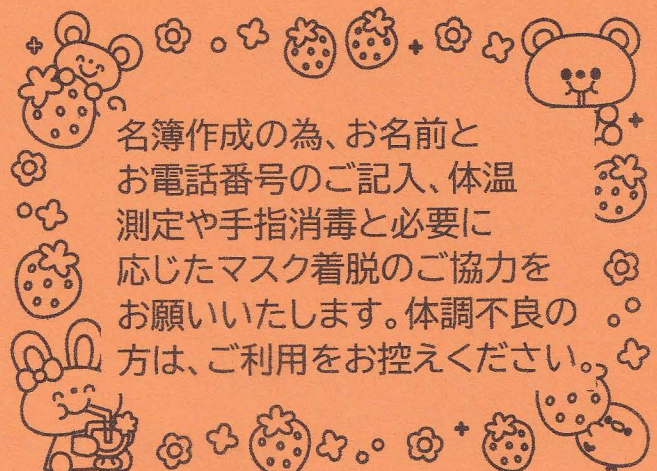 名簿作成の為、お名前と
お電話番号のご記入、体温
測定や手指消毒と必要に
応じたマスク着脱のご協力を
お願いいたします。体調不良の
方は、ご利用をお控えください。